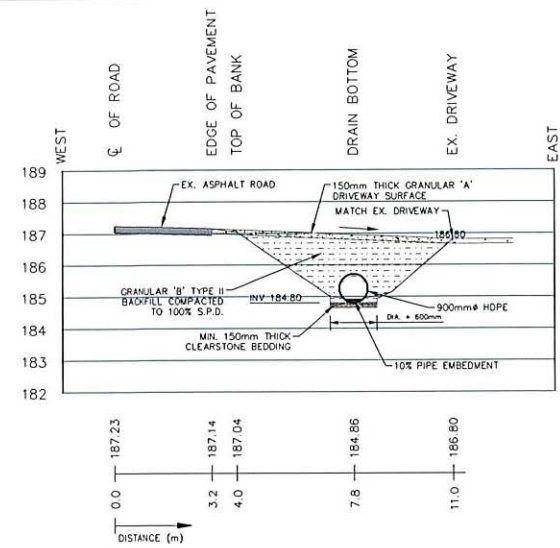 WEST
℄ OF ROAD
EDGE OF PAVEMENT
TOP OF BANK
DRAIN BOTTOM
EX. DRIVEWAY
EAST
189
188
187
186
185
184
183
182
EX. ASPHALT ROAD
150mm THICK GRANULAR 'A'
DRIVEWAY SURFACE
MATCH EX. DRIVEWAY
186.80
GRANULAR 'B' TYPE II
BACKFILL COMPACTED
TO 100% S.P.D.
INV 184.80
900mmø HDPE
MIN. 150mm THICK
CLEARSTONE BEDDING
DIA. + 600mm
10% PIPE EMBEDMENT
187.23
187.14
187.04
184.86
186.80
0.0
3.2
4.0
7.8
11.0
DISTANCE (m)